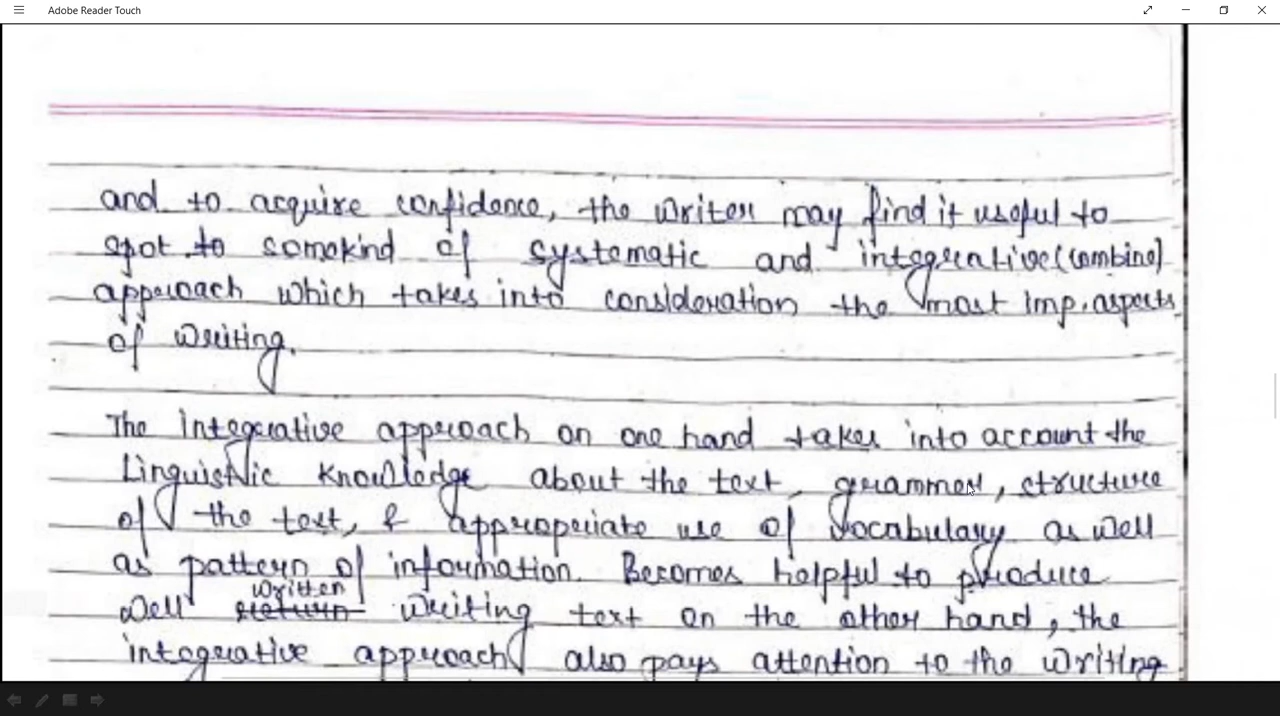 Adobe Reader Touch
and to acquire confidence, the writer may find it useful to
spot to somekind of systematic and integrative (combine)
approach which takes into consideration the most imp. aspects
of writing.
The Integrative approach on one hand takes into account the
Linguistic Knowledge about the text, grammer, structure
of the text, & appropriate use of vocabulary as well
as pattern of information. Becomes helpful to produce
written
well return writing text on the other hand, the
integrative approach also pays attention to the writing